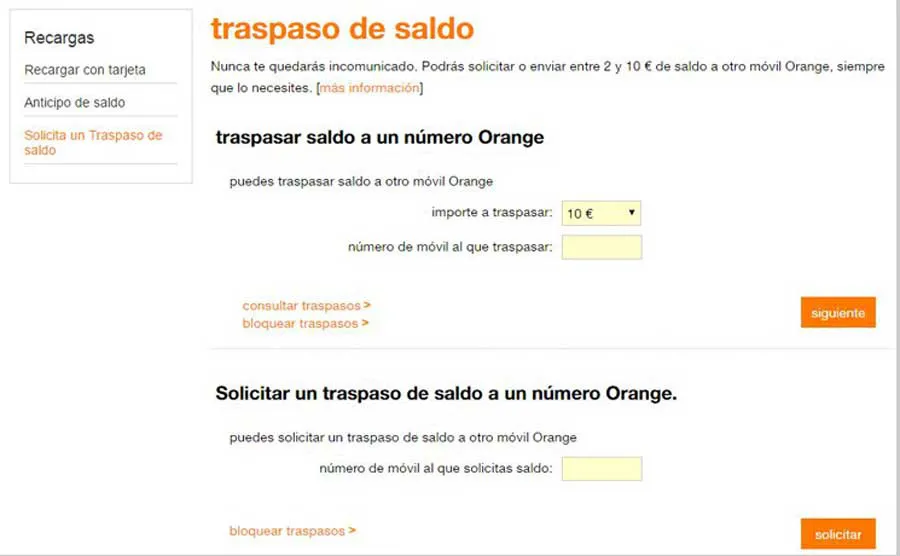 Recargas
Recargar con tarjeta
Anticipo de saldo
Solicita un Traspaso de
saldo
traspaso de saldo
Nunca te quedarás incomunicado. Podrás solicitar o enviar entre 2 y 10 € de saldo a otro móvil Orange, siempre
que lo necesites. [más información]
traspasar saldo a un número Orange
puedes traspasar saldo a otro móvil Orange
importe a traspasar: 10 €
número de móvil al que traspasar:
consultar traspasos >
bloquear traspasos >
siguiente
Solicitar un traspaso de saldo a un número Orange.
puedes solicitar un traspaso de saldo a otro móvil Orange
número de móvil al que solicitas saldo:
bloquear traspasos >
solicitar